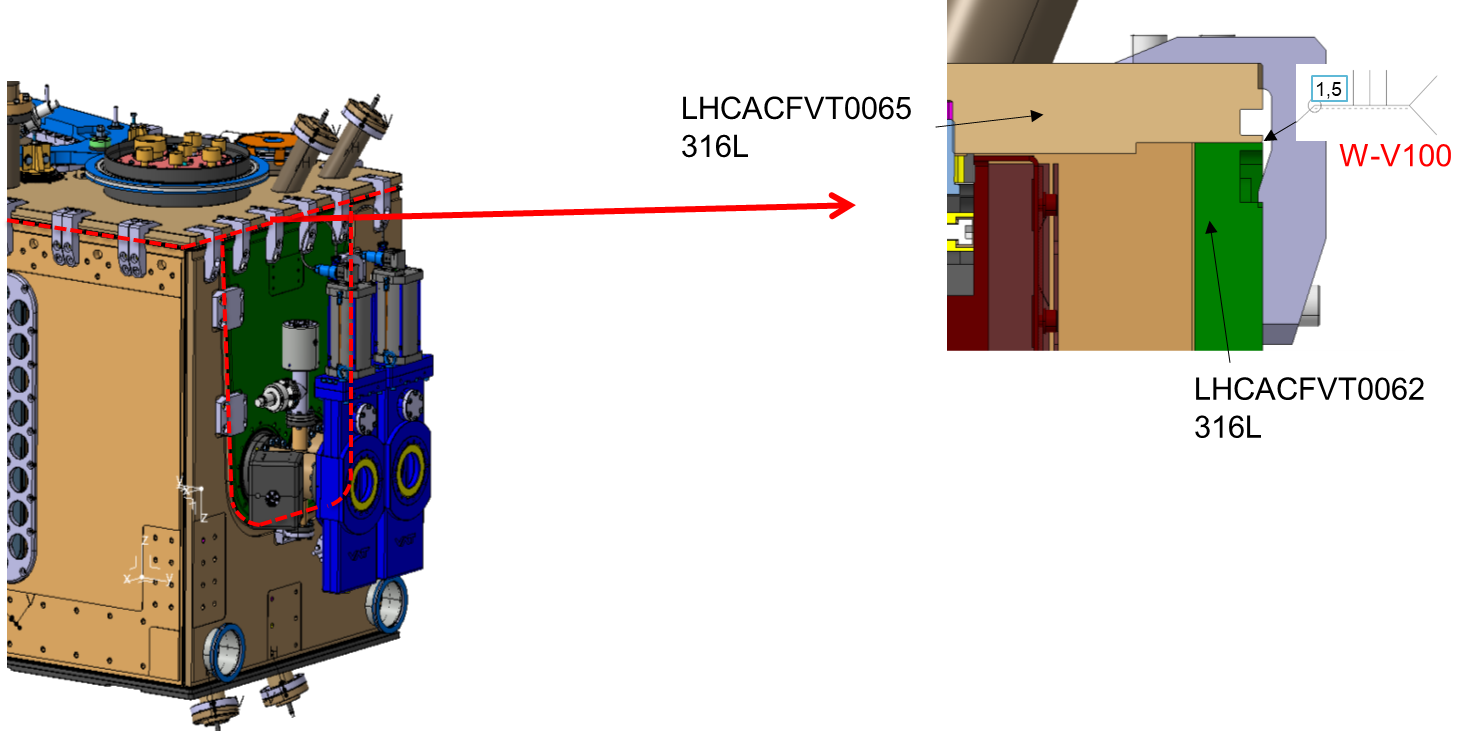 LHCACFVT0065
316L
1,5
W-V100
LHCACFVT0062
316L
z
x
y
z